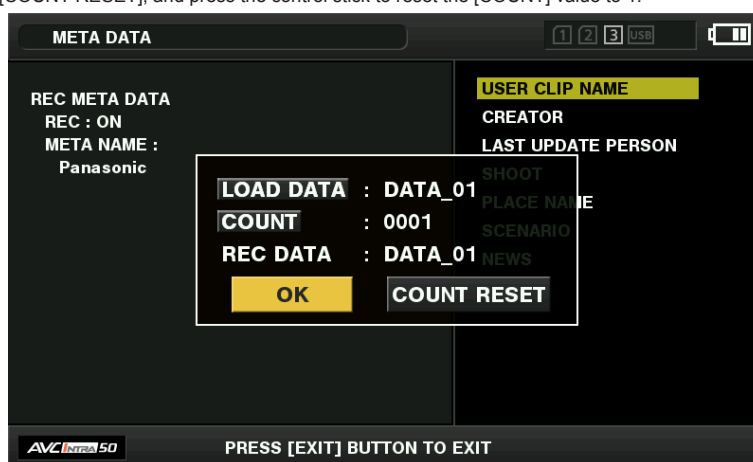 [COUNT RESET], and press the control stick to reset the [COUNT] value to 1.
META DATA
1 2 3 USB
REC META DATA
REC : ON
META NAME :
Panasonic
USER CLIP NAME
CREATOR
LAST UPDATE PERSON
SHOOT
PLACE NAME
SCENARIO
NEWS
LOAD DATA : DATA_01
COUNT : 0001
REC DATA : DATA_01
OK COUNT RESET
AVC INTRA 50 PRESS [EXIT] BUTTON TO EXIT